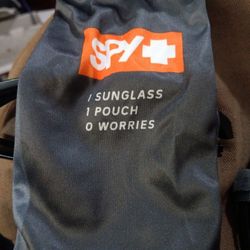 SPY+
1 SUNGLASS
1 POUCH
0 WORRIES